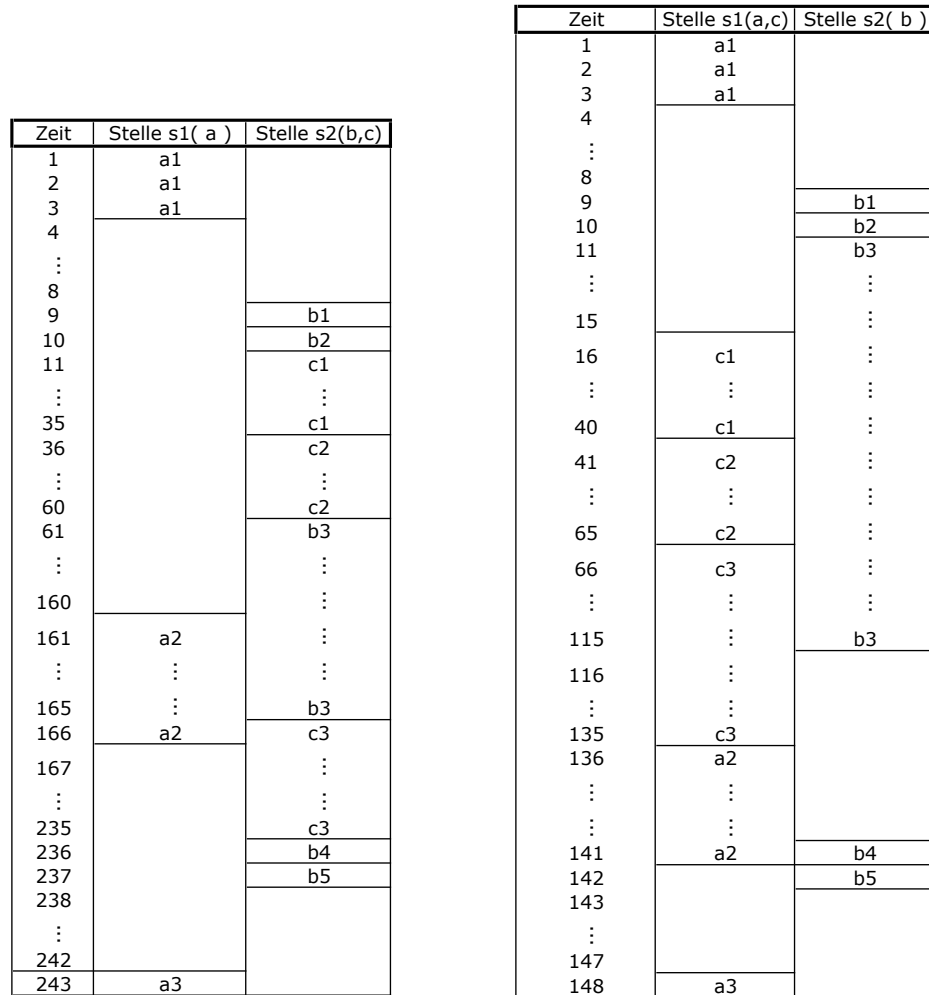 Zeit Stelle s1( a ) Stelle s2(b,c)
1 a1
2 a1
3 a1
4
⋮
8
9 b1
10 b2
11 c1
⋮ ⋮
35 c1
36 c2
⋮ ⋮
60 c2
61 b3
⋮ ⋮
160 ⋮
161 a2 ⋮
⋮ ⋮ ⋮
165 ⋮ b3
166 a2 c3
167 ⋮
⋮ ⋮
235 c3
236 b4
237 b5
238
⋮
242
243 a3
Zeit Stelle s1(a,c) Stelle s2( b )
1 a1
2 a1
3 a1
4
⋮
8
9 b1
10 b2
11 b3
⋮ ⋮
15 ⋮
16 c1 ⋮
⋮ ⋮ ⋮
40 c1 ⋮
41 c2 ⋮
⋮ ⋮ ⋮
65 c2 ⋮
66 c3 ⋮
⋮ ⋮ ⋮
115 ⋮ b3
116 ⋮
⋮ ⋮
135 c3
136 a2
⋮ ⋮
⋮ ⋮
141 a2 b4
142 b5
143
⋮
147
148 a3